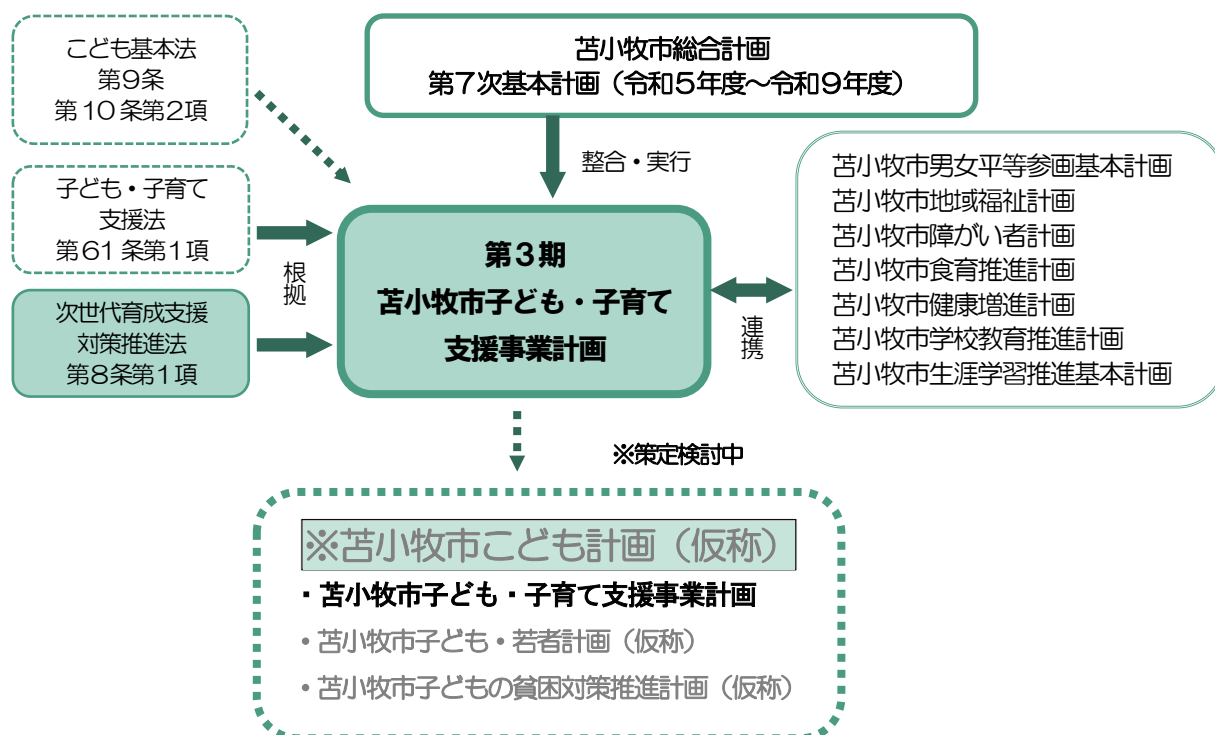 こども基本法
第９条
第10条第２項
苫小牧市総合計画
第７次基本計画（令和５年度～令和９年度）
整合・実行
子ども・子育て
支援法
第61条第１項
次世代育成支援
対策推進法
第８条第１項
根拠
第３期
苫小牧市子ども・子育て
支援事業計画
連携
苫小牧市男女平等参画基本計画
苫小牧市地域福祉計画
苫小牧市障がい者計画
苫小牧市食育推進計画
苫小牧市健康増進計画
苫小牧市学校教育推進計画
苫小牧市生涯学習推進基本計画
※策定検討中
※苫小牧市こども計画（仮称）
・苫小牧市子ども・子育て支援事業計画
・苫小牧市子ども・若者計画（仮称）
・苫小牧市子どもの貧困対策推進計画（仮称）